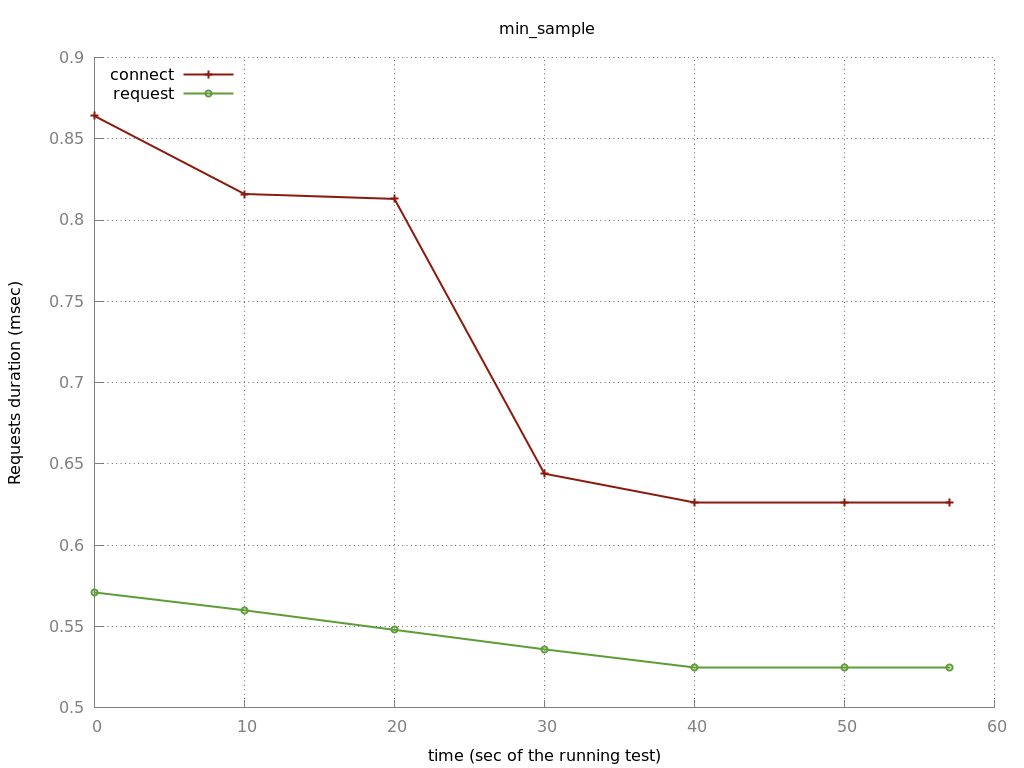 min_sample
connect
request
0.9
0.85
0.8
0.75
0.7
0.65
0.6
0.55
0.5
Requests duration (msec)
0 10 20 30 40 50 60
time (sec of the running test)